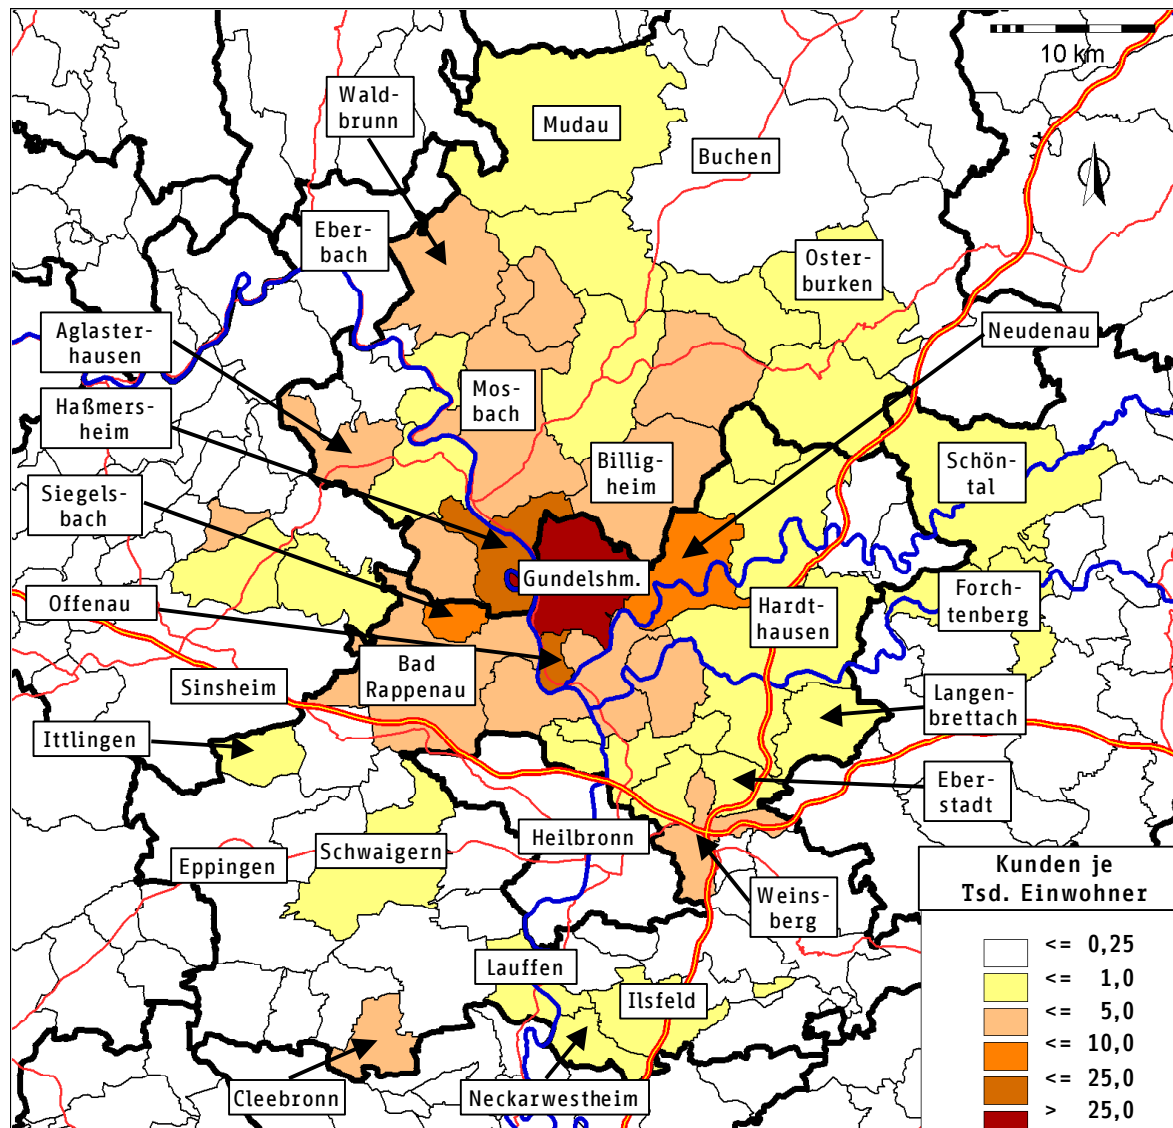 10 km
Wald-
brunn
Mudau
Buchen
Eber-
bach
Oster-
burken
Aglaster-
hausen
Neudenau
Haßmers-
heim
Mos-
bach
Billig-
heim
Schön-
tal
Siegels-
bach
Gundelshm.
Offenau
Hardt-
hausen
Forch-
tenberg
Bad
Rappenau
Sinsheim
Langen-
brettach
Ittlingen
Eber-
stadt
Heilbronn
Schwaigern
Eppingen
Weins-
berg
Lauffen
Ilsfeld
Cleebronn
Neckarwestheim
Kunden je
Tsd. Einwohner
<= 0,25
<= 1,0
<= 5,0
<= 10,0
<= 25,0
> 25,0